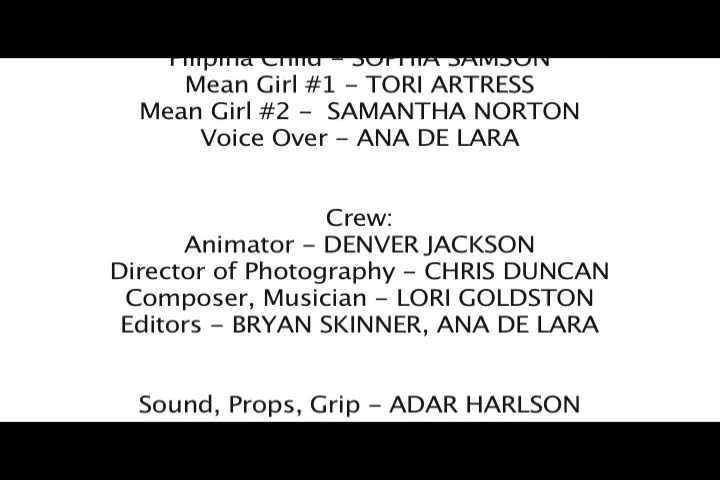 Filipina Child – SOPHIA SAMSON
Mean Girl #1 – TORI ARTRESS
Mean Girl #2 –  SAMANTHA NORTON
Voice Over – ANA DE LARA
Crew:
Animator – DENVER JACKSON
Director of Photography – CHRIS DUNCAN
Composer, Musician – LORI GOLDSTON
Editors – BRYAN SKINNER, ANA DE LARA
Sound, Props, Grip – ADAR HARLSON